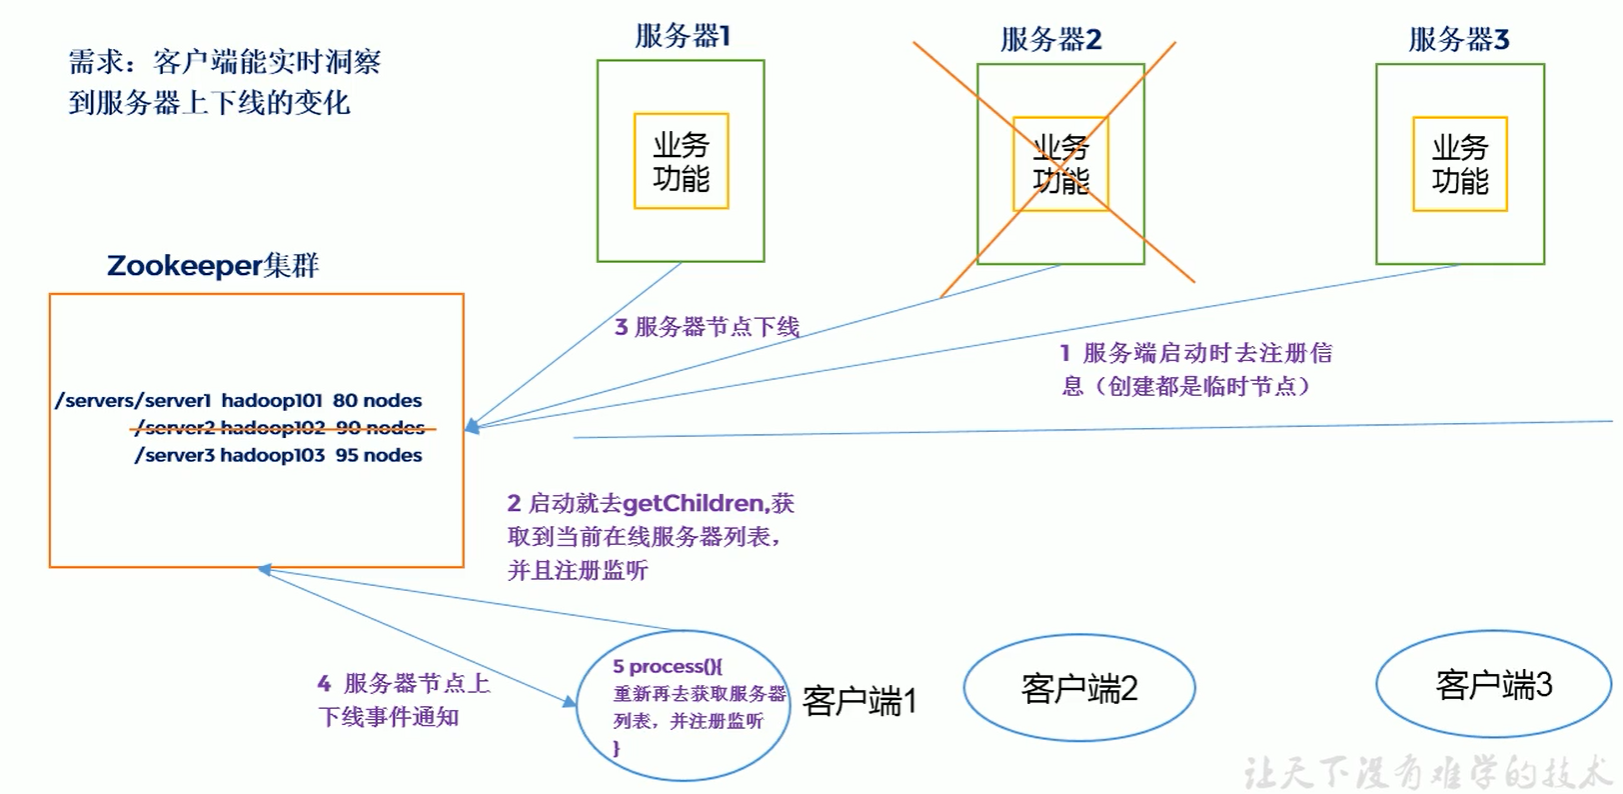 需求：客户端能实时洞察
到服务器上下线的变化
服务器1
服务器2
服务器3
业务
功能
业务
功能
业务
功能
Zookeeper集群
3 服务器节点下线
1 服务端启动时去注册信
息（创建都是临时节点）
/servers/server1 hadoop101 80 nodes
/server2 hadoop102 90 nodes
/server3 hadoop103 95 nodes
2 启动就去getChildren,获
取到当前在线服务器列表，
并且注册监听
4 服务器节点上
下线事件通知
5 process(){
重新再去获取服务器
列表，并注册监听
}
客户端1
客户端2
客户端3
让天下没有难学的技术